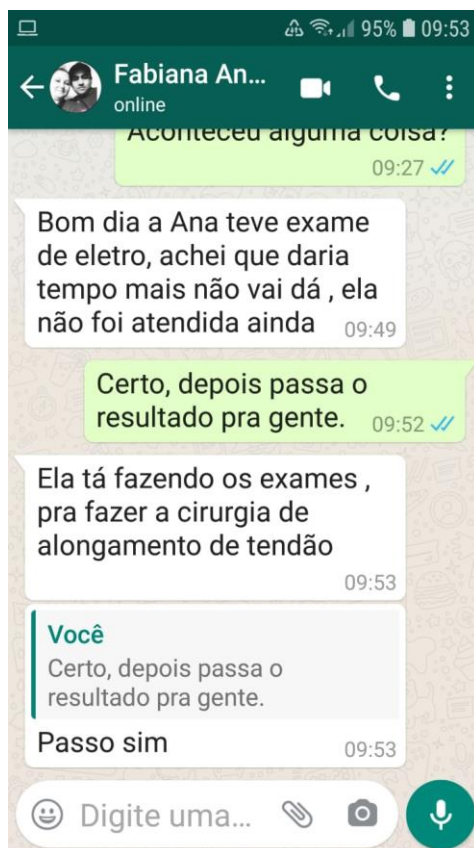 95% 09:53
Fabiana An...
online
Aconteceu alguma coisa?
09:27
Bom dia a Ana teve exame
de eletro, achei que daria
tempo mais não vai dá , ela
não foi atendida ainda 09:49
Certo, depois passa o
resultado pra gente. 09:52
Ela tá fazendo os exames ,
pra fazer a cirurgia de
alongamento de tendão
09:53
Você
Certo, depois passa o
resultado pra gente.
Passo sim 09:53
Digite uma...